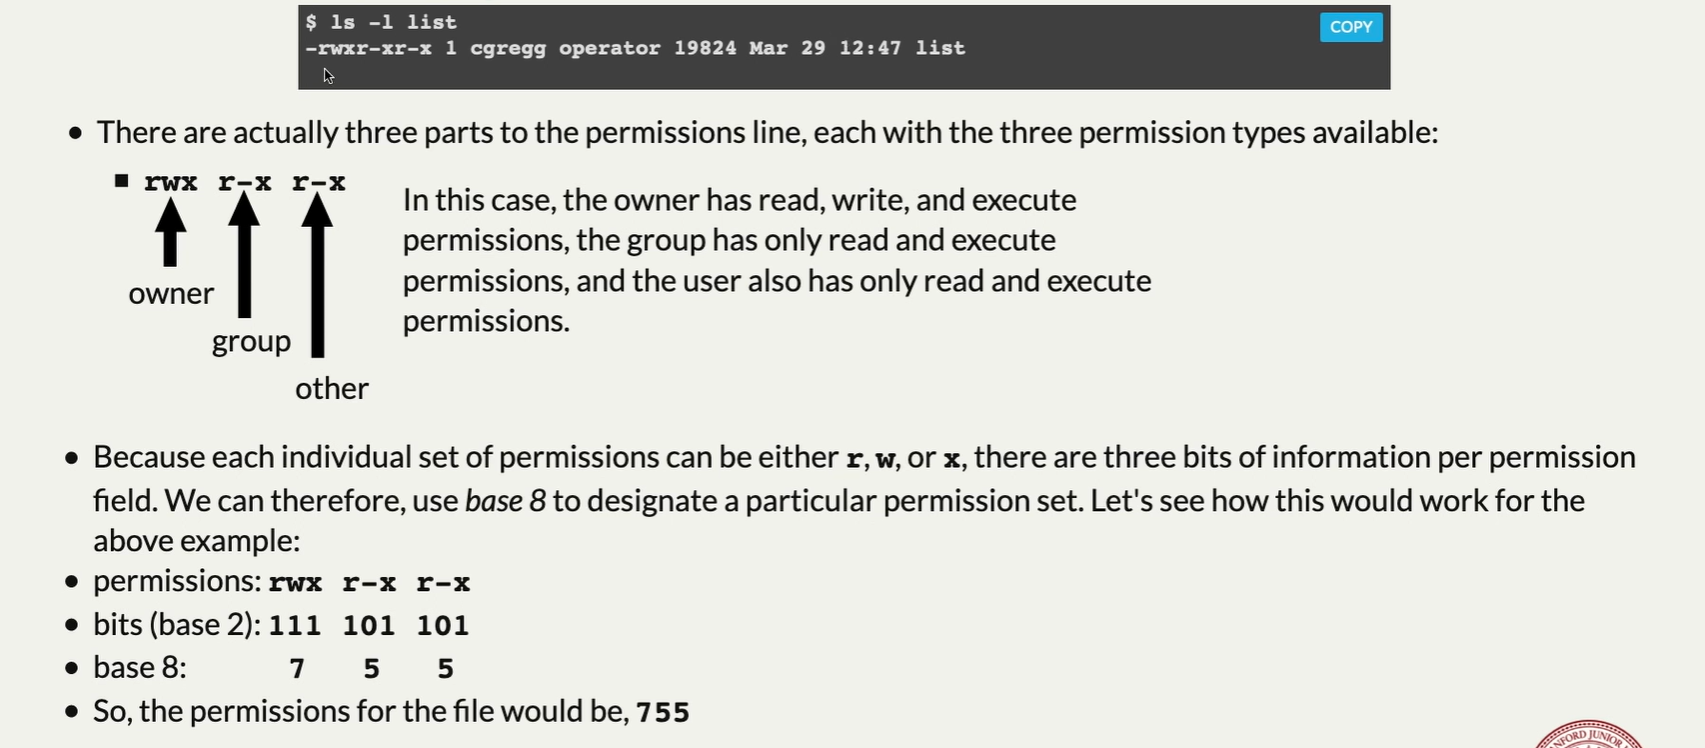 $ ls -l list
COPY
-rwxr-xr-x 1 cgregg operator 19824 Mar 29 12:47 list
• There are actually three parts to the permissions line, each with the three permission types available:
▪ rwx r-x r-x
In this case, the owner has read, write, and execute
permissions, the group has only read and execute
permissions, and the user also has only read and execute
permissions.
owner
group
other
• Because each individual set of permissions can be either r, w, or x, there are three bits of information per permission
field. We can therefore, use base 8 to designate a particular permission set. Let's see how this would work for the
above example:
• permissions: rwx r-x r-x
• bits (base 2): 111 101 101
• base 8: 7 5 5
• So, the permissions for the file would be, 755
JUNIOR